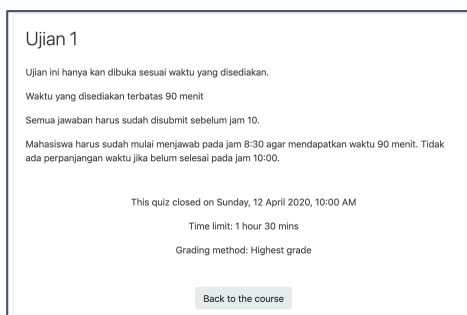 Ujian 1
Ujian ini hanya kan dibuka sesuai waktu yang disediakan.
Waktu yang disediakan terbatas 90 menit
Semua jawaban harus sudah disubmit sebelum jam 10.
Mahasiswa harus sudah mulai menjawab pada jam 8:30 agar mendapatkan waktu 90 menit. Tidak
ada perpanjangan waktu jika belum selesai pada jam 10:00.
This quiz closed on Sunday, 12 April 2020, 10:00 AM
Time limit: 1 hour 30 mins
Grading method: Highest grade
Back to the course